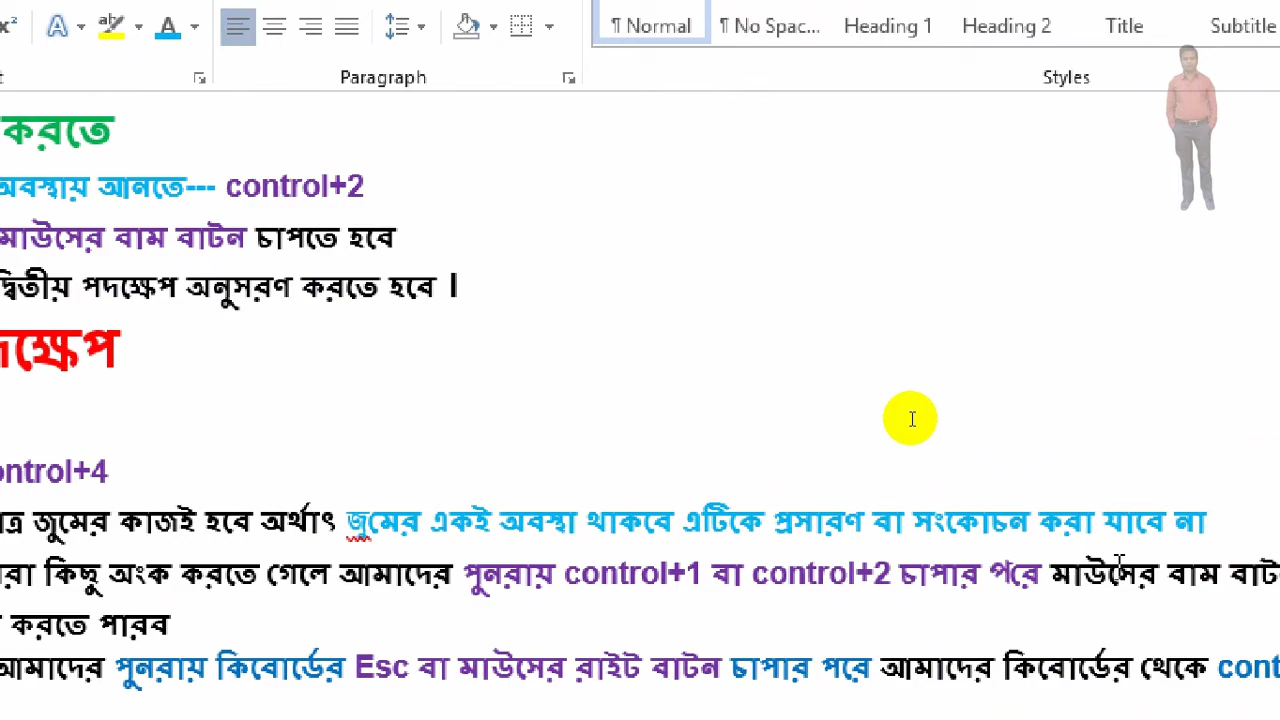 ¶ Normal ¶ No Spac... Heading 1 Heading 2 Title Subtitle
Paragraph Styles
করতে
অবস্থায় আনতে--- control+2
মাউসের বাম বাটন চাপতে হবে
দ্বিতীয় পদক্ষেপ অনুসরণ করতে হবে ।
ontrol+4
জুমের কাজই হবে অর্থাৎ জুমের একই অবস্থা থাকবে এটিকে প্রসারণ বা সংকোচন করা যাবে না
কিছু অংক করতে গেলে আমাদের পুনরায় control+1 বা control+2 চাপার পরে মাউসের বাম বাট
করতে পারব
আমাদের পুনরায় কিবোর্ডের Esc বা মাউসের রাইট বাটন চাপার পরে আমাদের কিবোর্ডের থেকে cont